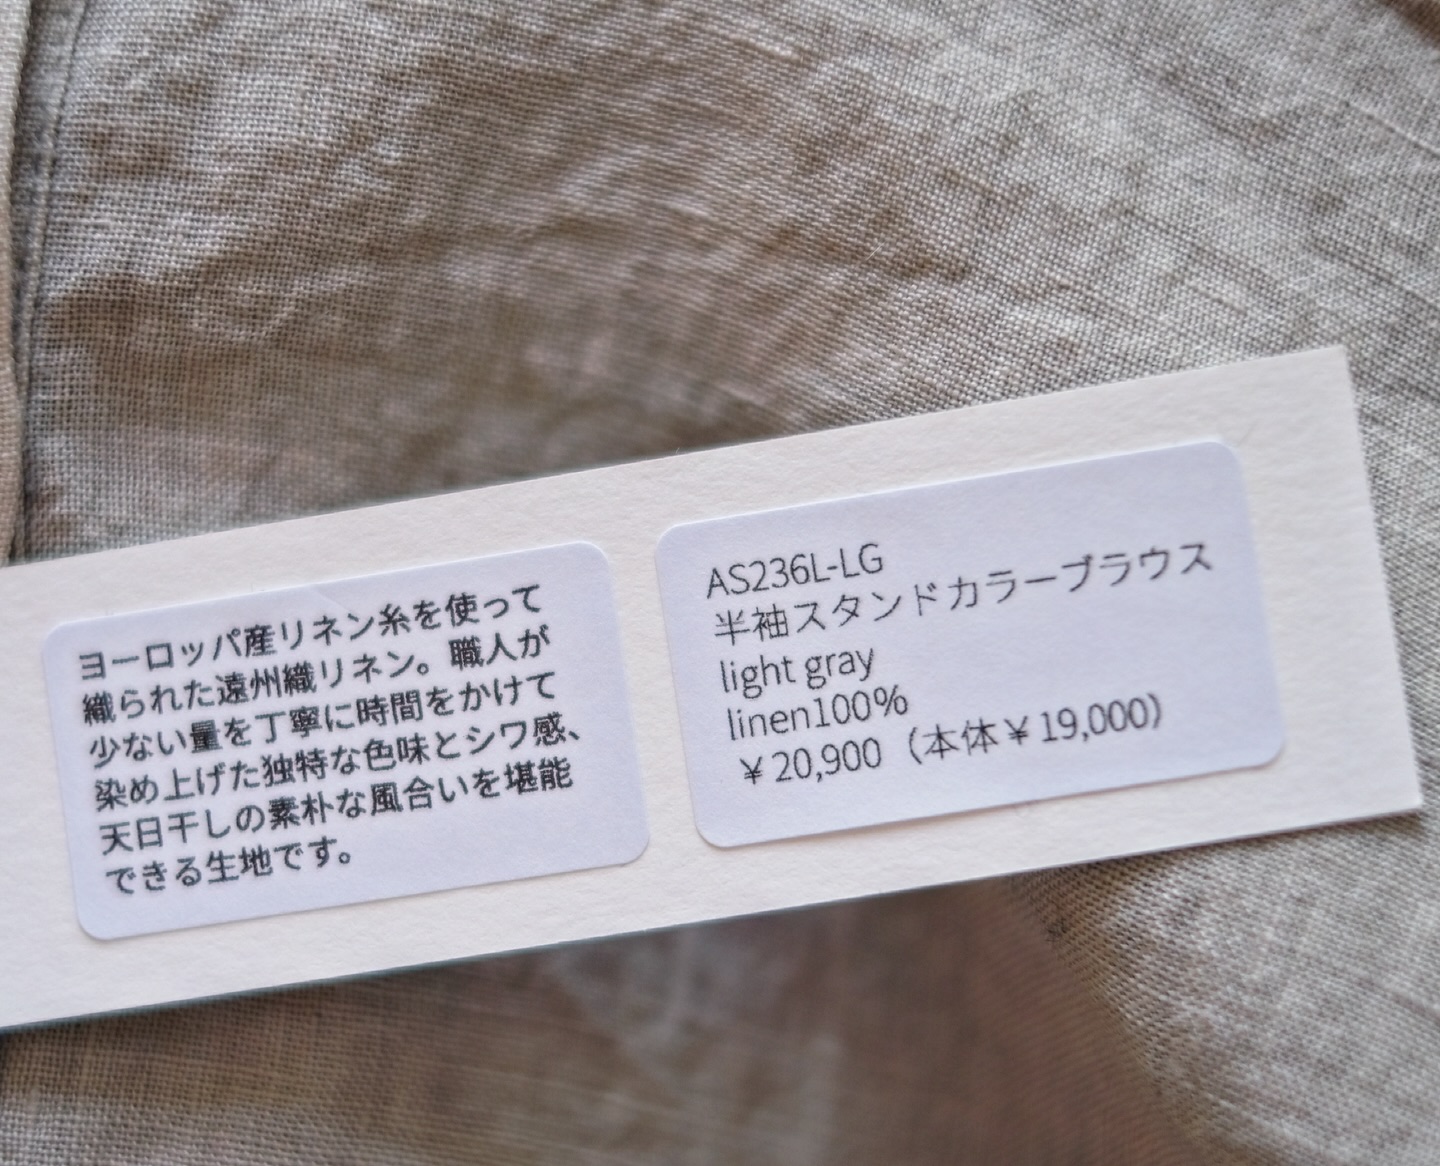 ヨーロッパ産リネン糸を使って
織られた遠州織リネン。職人が
少ない量を丁寧に時間をかけて
染め上げた独特な色味とシワ感、
天日干しの素朴な風合いを堪能
できる生地です。
AS236L-LG
半袖スタンドカラーブラウス
light gray
linen100%
¥20,900（本体¥19,000）